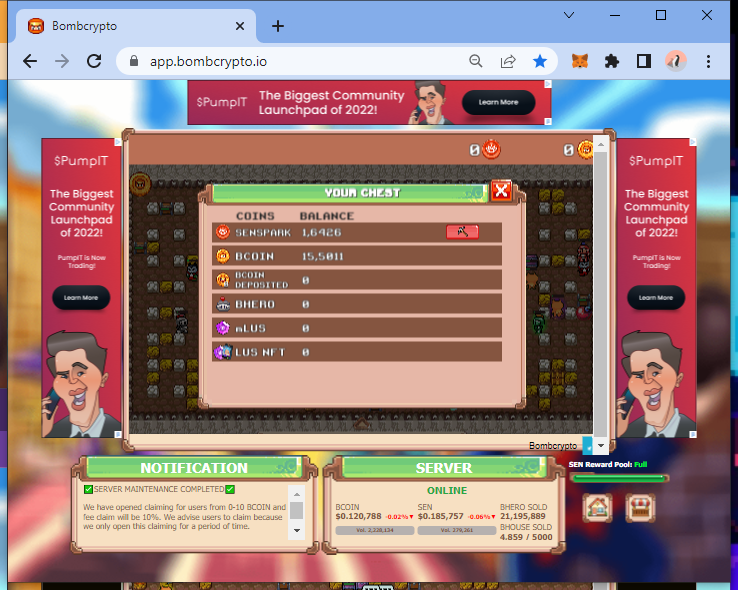 Bombcrypto
app.bombcrypto.io
$PumpIT
The Biggest Community
Launchpad of 2022!
Learn More
$PumpIT
The Biggest
Community
Launchpad
of 2022!
PumpIT is Now
Trading!
Learn More
0
0
YOUR CHEST
COINS BALANCE
SENSPARK 1,6426
BCOIN 15,5011
BCOIN
DEPOSITED 0
BHERO 0
mLUS 0
LUS NFT 0
$PumpIT
The Biggest
Community
Launchpad
of 2022!
PumpIT is Now
Trading!
Learn More
Bombcrypto
NOTIFICATION
✅SERVER MAINTENANCE COMPLETED✅
We have opened claiming for users from 0-10 BCOIN and
fee claim will be 10%. We advise users to claim because
we only open this claiming for a period of time.
SERVER
ONLINE
BCOIN SEN BHERO SOLD
$0.120,788 -0.02%▼ $0.185,757 -0.06%▼ 21,195,889
Vol. 2,228,134 Vol. 279,361 BHOUSE SOLD
4.859 / 5000
SEN Reward Pool: Full